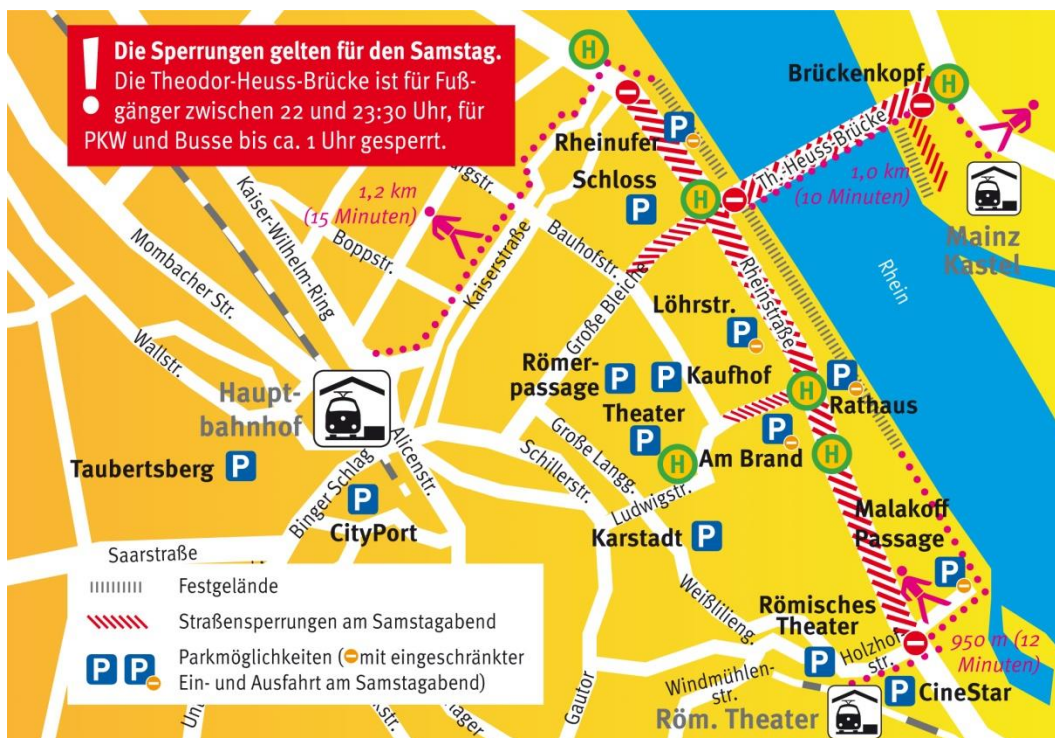 ! Die Sperrungen gelten für den Samstag.
Die Theodor-Heuss-Brücke ist für Fuß-
gänger zwischen 22 und 23:30 Uhr, für
PKW und Busse bis ca. 1 Uhr gesperrt.
H
H
Brückenkopf
P
Rheinufer
Th.-Heuss-Brücke
Schloss
P
H
1,0 km
(10 Minuten)
1,2 km
(15 Minuten)
Mainz
Kastel
Kaiser-Wilhelm-Ring
Boppstr.
Kaiserstraße
Bauhofstr.
Mombacher Str.
Wallstr.
Große Bleiche
Rheinstraße
Rhein
Löhrstr.
P
Römer-
passage
P
P
Kaufhof
H
P
Rathaus
Theater
P
H
P
Am Brand
H
Haupt-
bahnhof
Taubertsberg
P
Alicenstr.
Binger Schlag
P
CityPort
Schillerstr.
Große Langg.
Ludwigstr.
Karstadt
P
Malakoff
Passage
P
Saarstraße
Weißlilieng.
Römisches
Theater
P
Holzhof-
str.
950 m (12
Minuten)
Windmühlen-
str.
P
CineStar
Röm. Theater
Gautor
Festgelände
Straßensperrungen am Samstagabend
P P Parkmöglichkeiten (mit eingeschränkter
Ein- und Ausfahrt am Samstagabend)